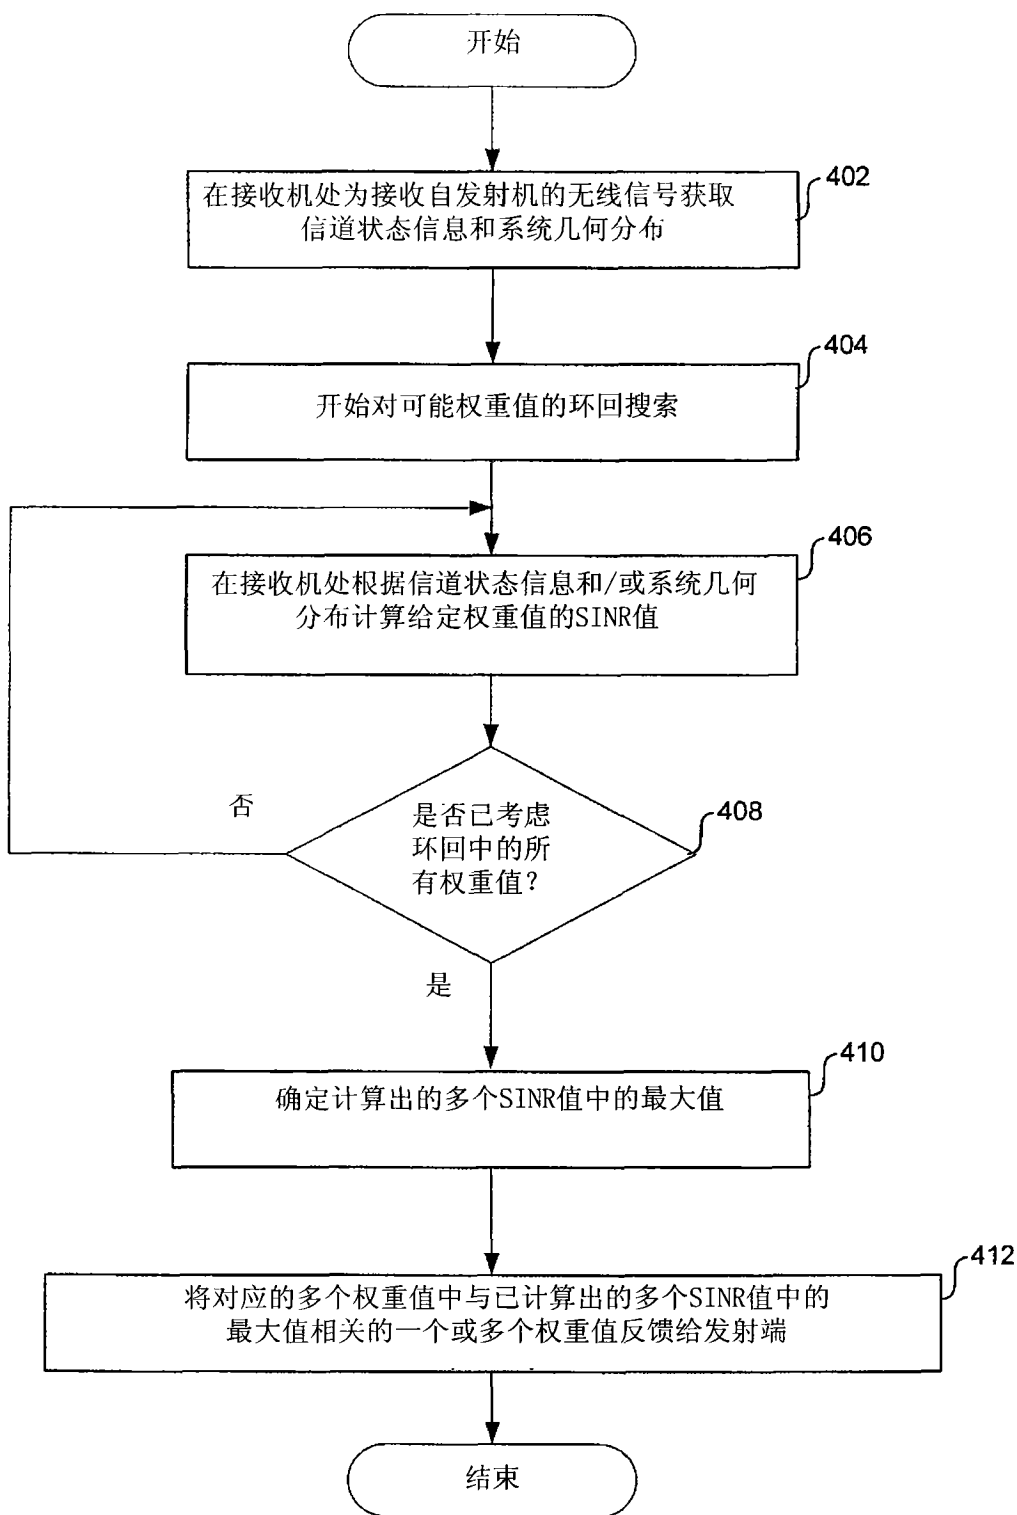 开始
402
在接收机处为接收自发射机的无线信号获取
信道状态信息和系统几何分布
404
开始对可能权重值的环回搜索
406
在接收机处根据信道状态信息和/或系统几何
分布计算给定权重值的SINR值
否
408
是否已考虑
环回中的所
有权重值?
是
410
确定计算出的多个SINR值中的最大值
412
将对应的多个权重值中与已计算出的多个SINR值中的
最大值相关的一个或多个权重值反馈给发射端
结束